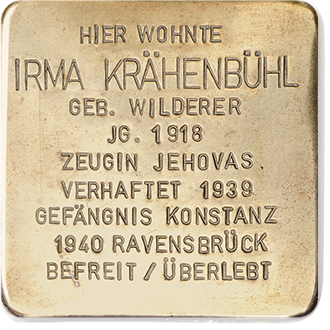 HIER WOHNTE
IRMA KRÄHENBÜHL
GEB. WILDERER
JG. 1918
ZEUGIN JEHOVAS
VERHAFTET 1939
GEFÄNGNIS KONSTANZ
1940 RAVENSBRÜCK
BEFREIT / ÜBERLEBT